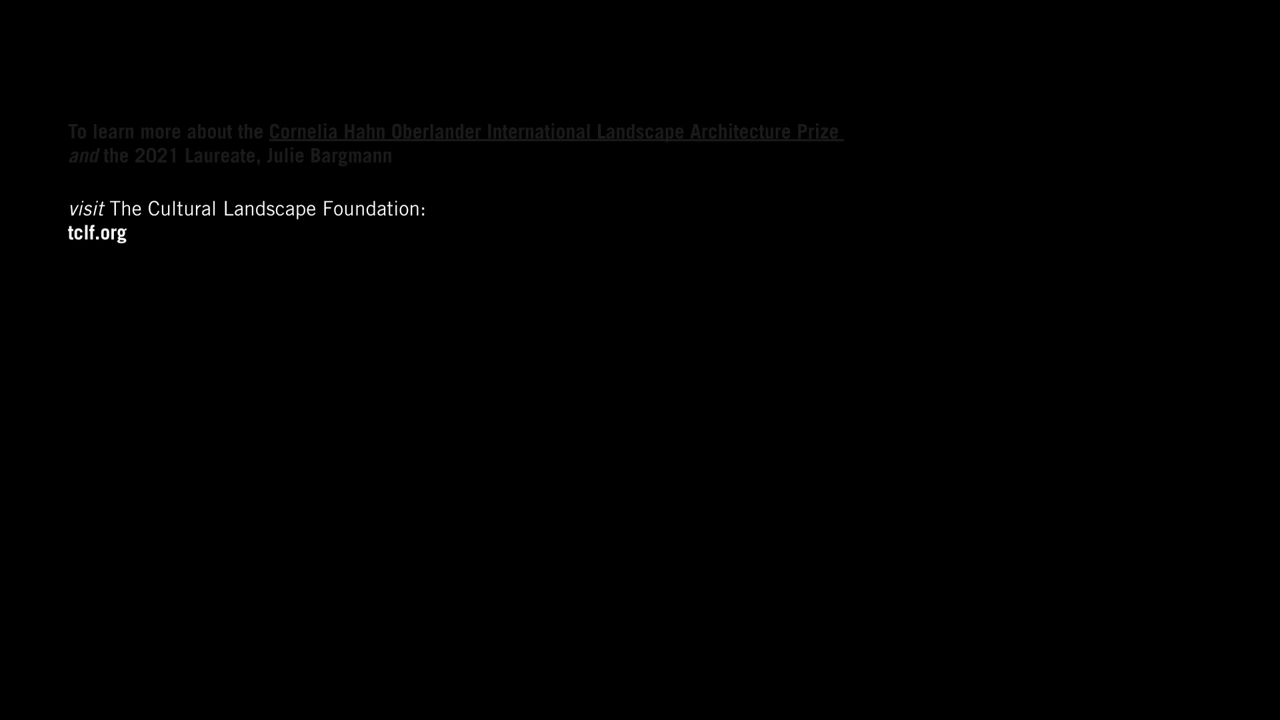 To learn more about the Cornelia Hahn Oberlander International Landscape Architecture Prize
and the 2021 Laureate, Julie Bargmann
visit The Cultural Landscape Foundation:
tclf.org